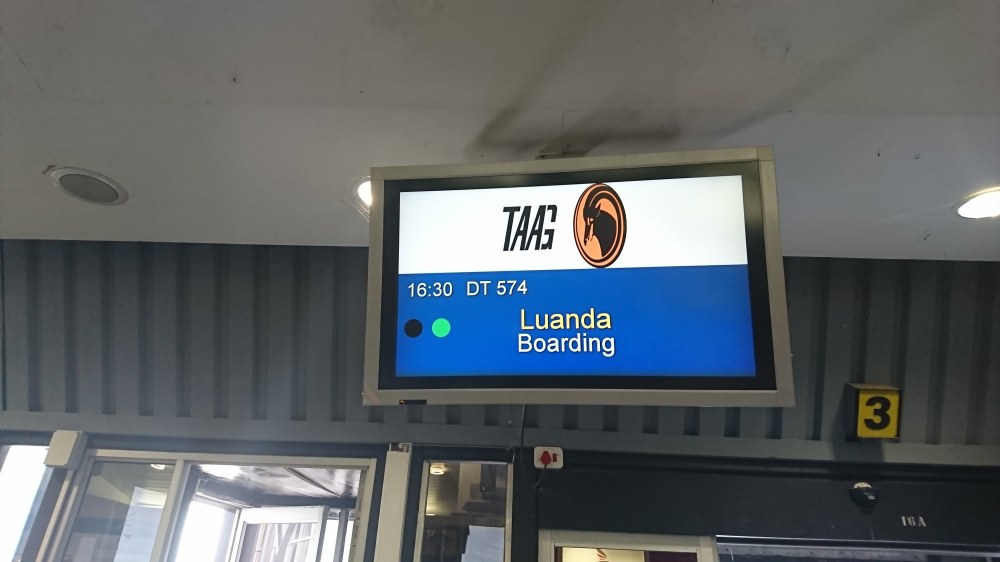 TAAG
16:30 DT 574
Luanda
Boarding
3
16A